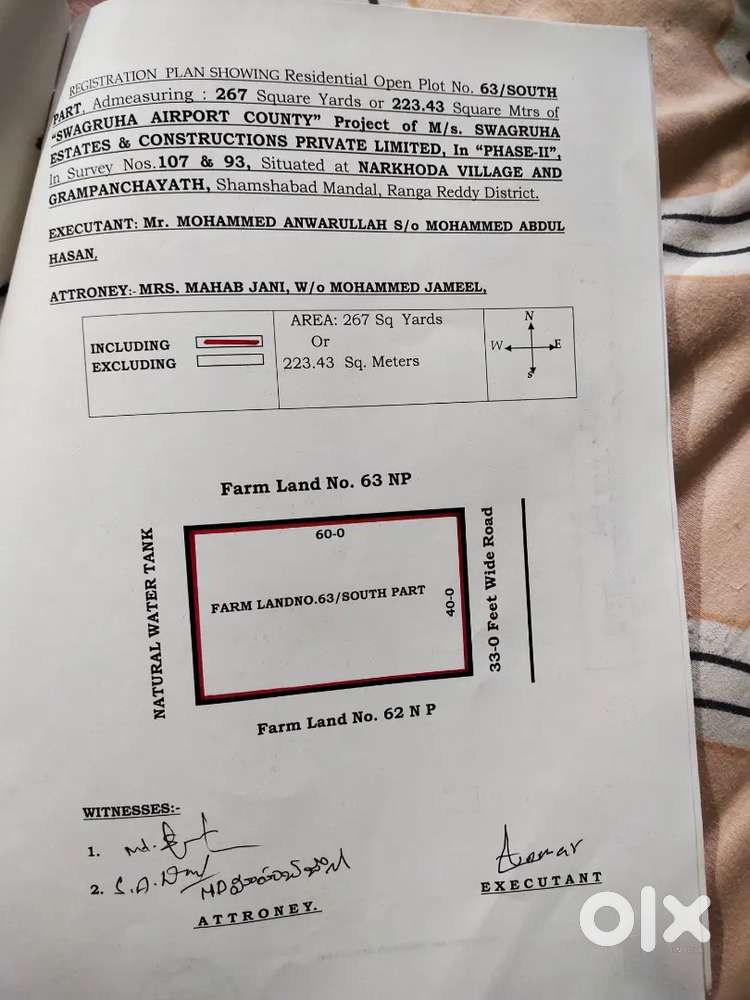 REGISTRATION PLAN SHOWING Residential Open Plot No. 63/SOUTH
PART, Admeasuring : 267 Square Yards or 223.43 Square Mtrs of
"SWAGRUHA AIRPORT COUNTY" Project of M/s. SWAGRUHA
ESTATES & CONSTRUCTIONS PRIVATE LIMITED, In "PHASE-II",
In Survey Nos.107 & 93, Situated at NARKHODA VILLAGE AND
GRAMPANCHAYATH, Shamshabad Mandal, Ranga Reddy District.
EXECUTANT: Mr. MOHAMMED ANWARULLAH S/o MOHAMMED ABDUL
HASAN,
ATTRONEY:- MRS. MAHAB JANI, W/o MOHAMMED JAMEEL,
INCLUDING
EXCLUDING
AREA: 267 Sq Yards
Or
223.43 Sq. Meters
N
W E
S
Farm Land No. 63 NP
NATURAL WATER TANK
60-0
FARM LANDNO.63/SOUTH PART
40-0
33-0 Feet Wide Road
Farm Land No. 62 N P
WITNESSES:-
1. Md.
2. S.A.
ATTRONEY.
EXECUTANT
olx